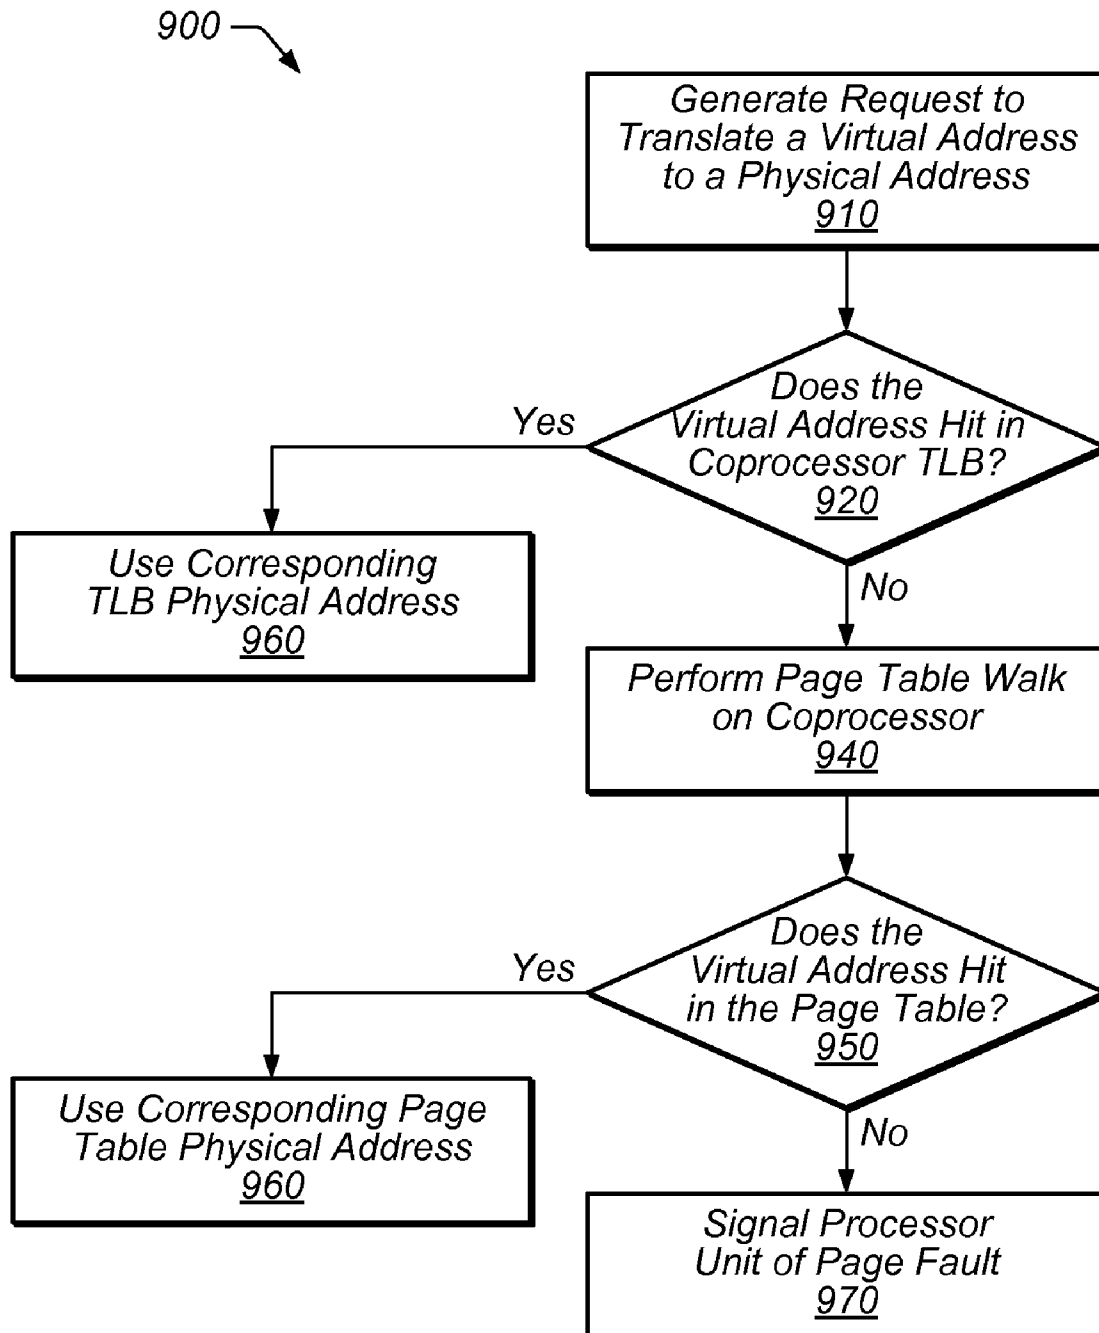 900
Generate Request to
Translate a Virtual Address
to a Physical Address
910
Does the
Virtual Address Hit in
Coprocessor TLB?
920
Yes
No
Use Corresponding
TLB Physical Address
960
Perform Page Table Walk
on Coprocessor
940
Does the
Virtual Address Hit
in the Page Table?
950
Yes
No
Use Corresponding Page
Table Physical Address
960
Signal Processor
Unit of Page Fault
970